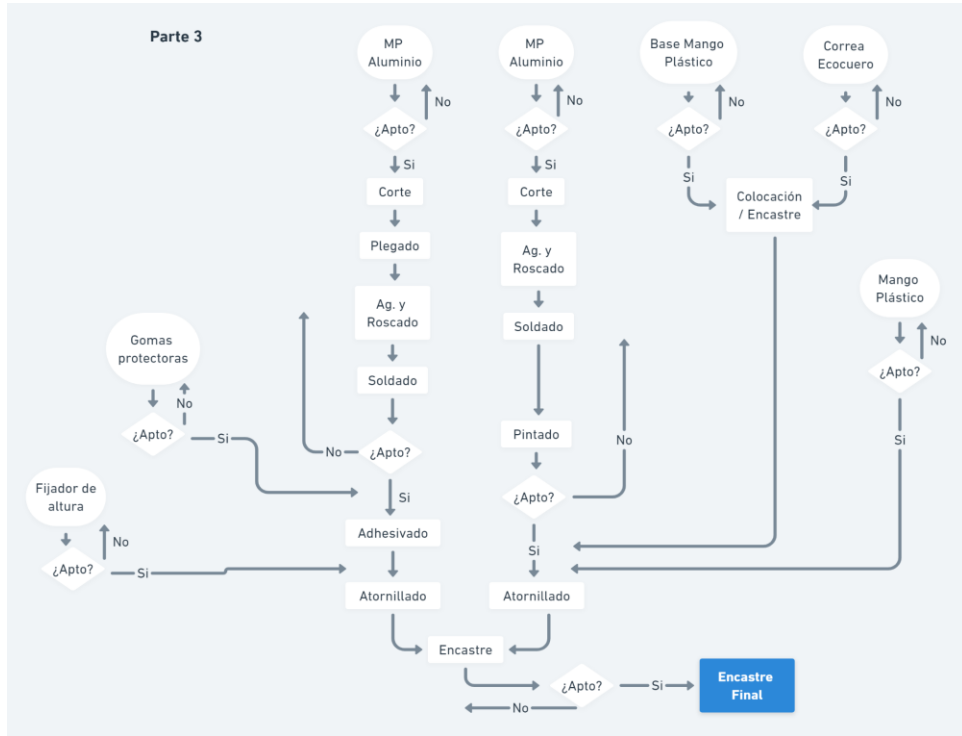 Parte 3
MP
Aluminio
MP
Aluminio
Base Mango
Plástico
Correa
Ecocuero
No
No
No
No
¿Apto?
¿Apto?
¿Apto?
¿Apto?
Si
Si
Si
Si
Corte
Corte
Colocación
/ Encastre
Plegado
Ag. y
Roscado
Mango
Plástico
Ag. y
Roscado
Soldado
No
Gomas
protectoras
¿Apto?
Soldado
No
¿Apto?
Si
No
¿Apto?
Pintado
No
Si
Fijador de
altura
Si
¿Apto?
Adhesivado
No
Si
¿Apto?
Si
Atornillado
Atornillado
Encastre
¿Apto?
Si
Encastre
Final
No